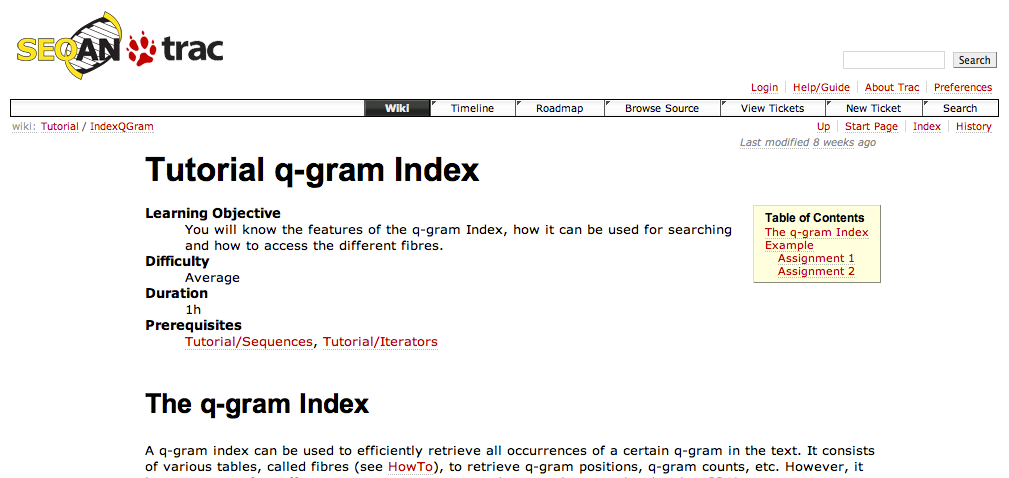 SEQAN trac
Search
Login Help/Guide About Trac Preferences
Wiki Timeline Roadmap Browse Source View Tickets New Ticket Search
wiki: Tutorial / IndexQGram
Up Start Page Index History
Last modified 8 weeks ago
Tutorial q-gram Index
Learning Objective
You will know the features of the q-gram Index, how it can be used for searching
and how to access the different fibres.
Difficulty
Average
Duration
1h
Prerequisites
Tutorial/Sequences, Tutorial/Iterators
Table of Contents
The q-gram Index
Example
Assignment 1
Assignment 2
The q-gram Index
A q-gram index can be used to efficiently retrieve all occurrences of a certain q-gram in the text. It consists
of various tables, called fibres (see HowTo), to retrieve q-gram positions, q-gram counts, etc. However, it